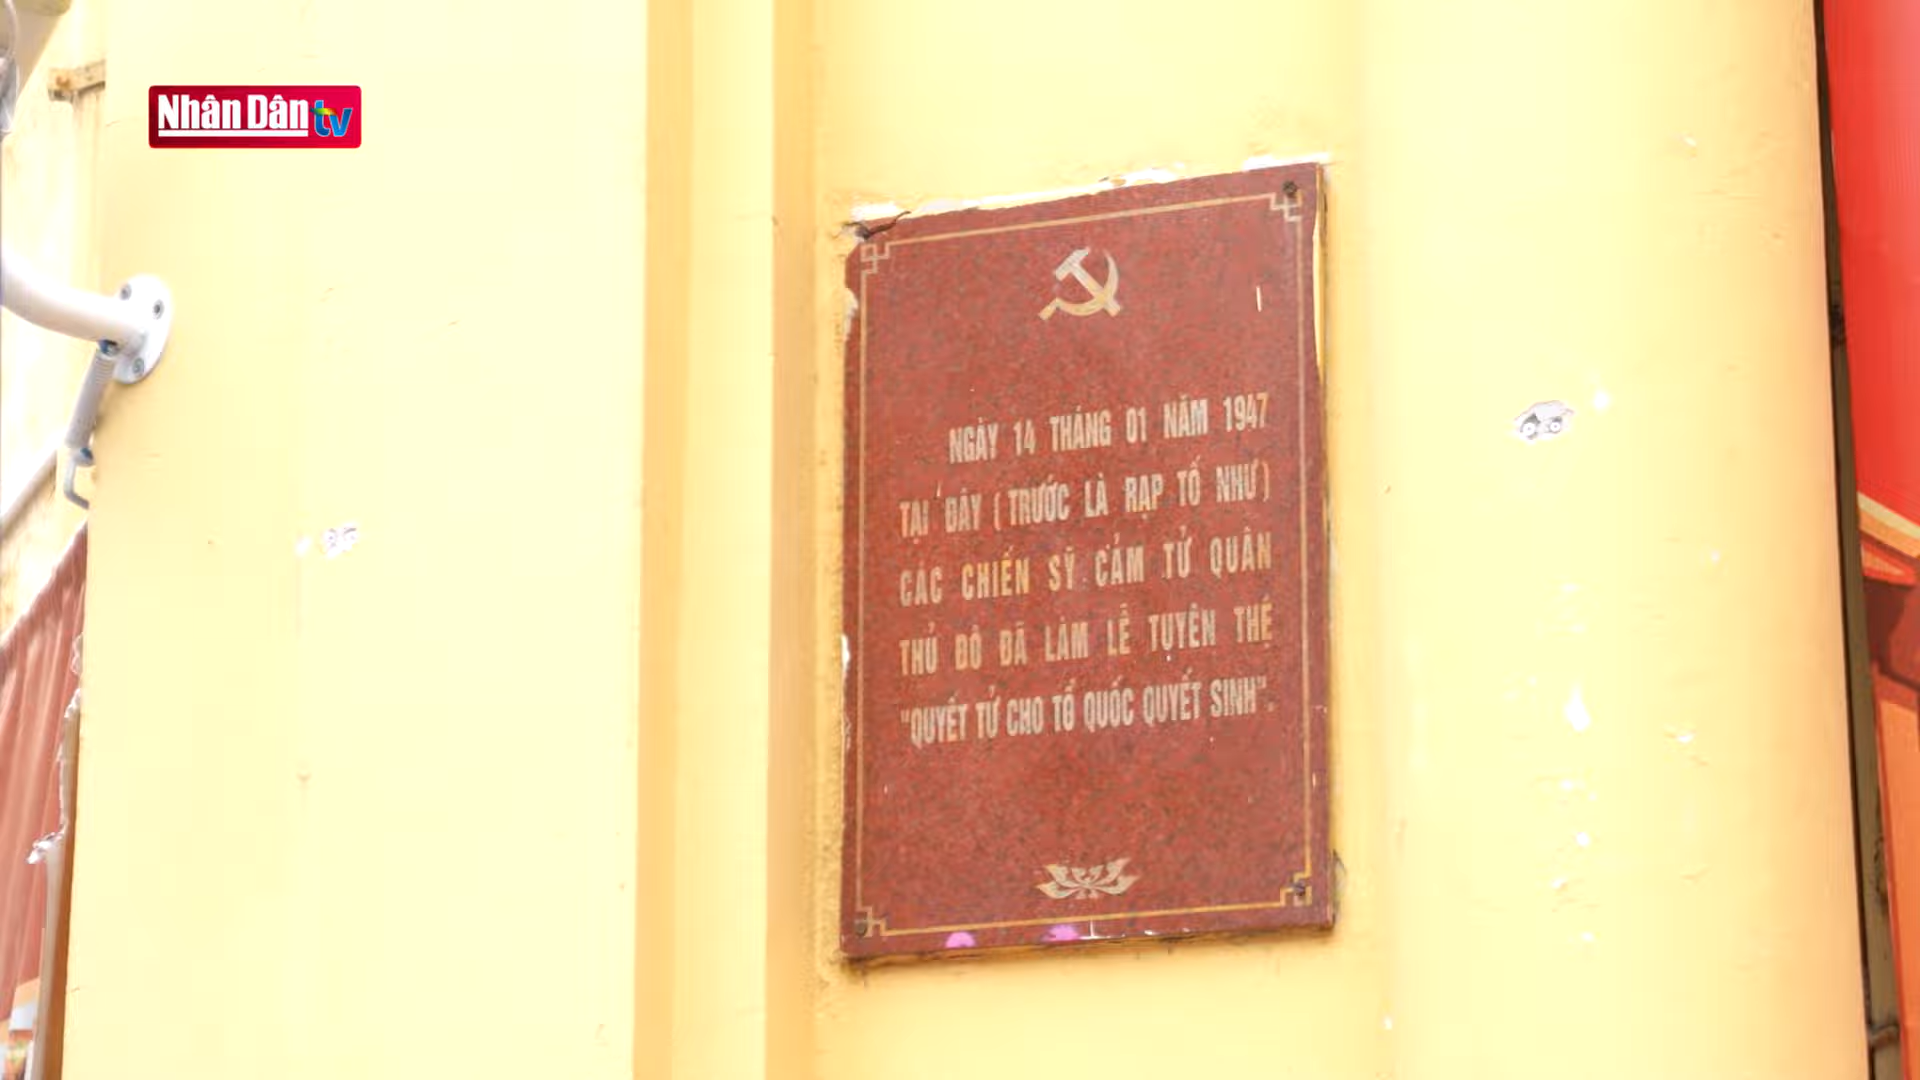 Nhân Dân tv
NGÀY 14 THÁNG 01 NĂM 1947
TẠI ĐÂY ( TRƯỚC LÀ RẠP TỐ NHƯ )
CÁC CHIẾN SỸ CẢM TỬ QUÂN
THỦ ĐÔ ĐÃ LÀM LỄ TUYÊN THỆ
"QUYẾT TỬ CHO TỔ QUỐC QUYẾT SINH".